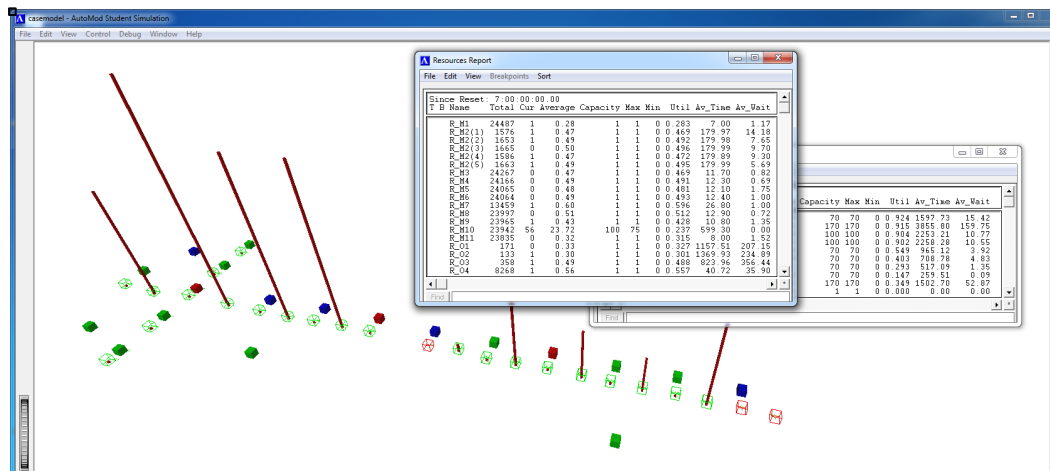 casemodel - AutoMod Student Simulation
File Edit View Control Debug Window Help
Resources Report
File Edit View Breakpoints Sort
Since Reset: 7:00:00:00.00
T B Name Total Cur Average Capacity Max Min Util Av_Time Av_Wait
R_M1 24487 1 0.28 1 1 0 0.283 7.00 1.17
R_M2(1) 1576 1 0.47 1 1 0 0.469 179.97 14.18
R_M2(2) 1653 1 0.49 1 1 0 0.492 179.98 7.65
R_M2(3) 1665 0 0.50 1 1 0 0.496 179.99 9.70
R_M2(4) 1586 1 0.47 1 1 0 0.472 179.89 9.30
R_M2(5) 1663 1 0.49 1 1 0 0.495 179.99 5.69
R_M3 24267 0 0.47 1 1 0 0.469 11.70 0.82
R_M4 24166 0 0.49 1 1 0 0.491 12.30 0.69
R_M5 24065 0 0.48 1 1 0 0.481 12.10 1.75
R_M6 24064 0 0.49 1 1 0 0.493 12.40 1.00
R_M7 13459 1 0.60 1 1 0 0.596 26.80 1.00
R_M8 23997 0 0.51 1 1 0 0.512 12.90 0.72
R_M9 23965 1 0.43 1 1 0 0.428 10.80 1.35
R_M10 23942 56 23.72 100 75 0 0.237 599.30 0.00
R_M11 23835 0 0.32 1 1 0 0.315 8.00 1.52
R_O1 171 0 0.33 1 1 0 0.327 1157.51 207.15
R_O2 133 1 0.30 1 1 0 0.301 1369.93 234.89
R_O3 358 1 0.49 1 1 0 0.488 823.96 356.44
R_O4 8268 1 0.56 1 1 0 0.557 40.72 35.90
Find
Capacity Max Min Util Av_Time Av_Wait
70 70 0 0.924 1597.73 15.42
170 170 0 0.915 3855.80 159.75
100 100 0 0.904 2253.21 10.77
100 100 0 0.902 2258.28 10.55
70 70 0 0.549 965.12 3.92
70 70 0 0.403 708.78 4.83
70 70 0 0.293 517.09 1.35
70 70 0 0.147 259.51 0.09
170 170 0 0.349 1502.70 52.87
1 1 0 0.000 0.00 0.00
Find